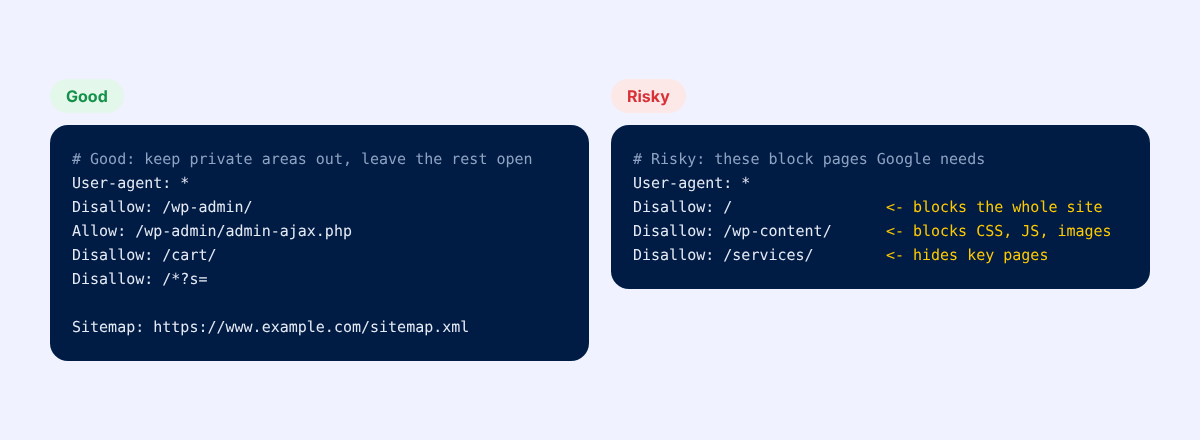 Good
# Good: keep private areas out, leave the rest open
User-agent: *
Disallow: /wp-admin/
Allow: /wp-admin/admin-ajax.php
Disallow: /cart/
Disallow: /*?s=
Sitemap: https://www.example.com/sitemap.xml
Risky
# Risky: these block pages Google needs
User-agent: *
Disallow: / <- blocks the whole site
Disallow: /wp-content/ <- blocks CSS, JS, images
Disallow: /services/ <- hides key pages